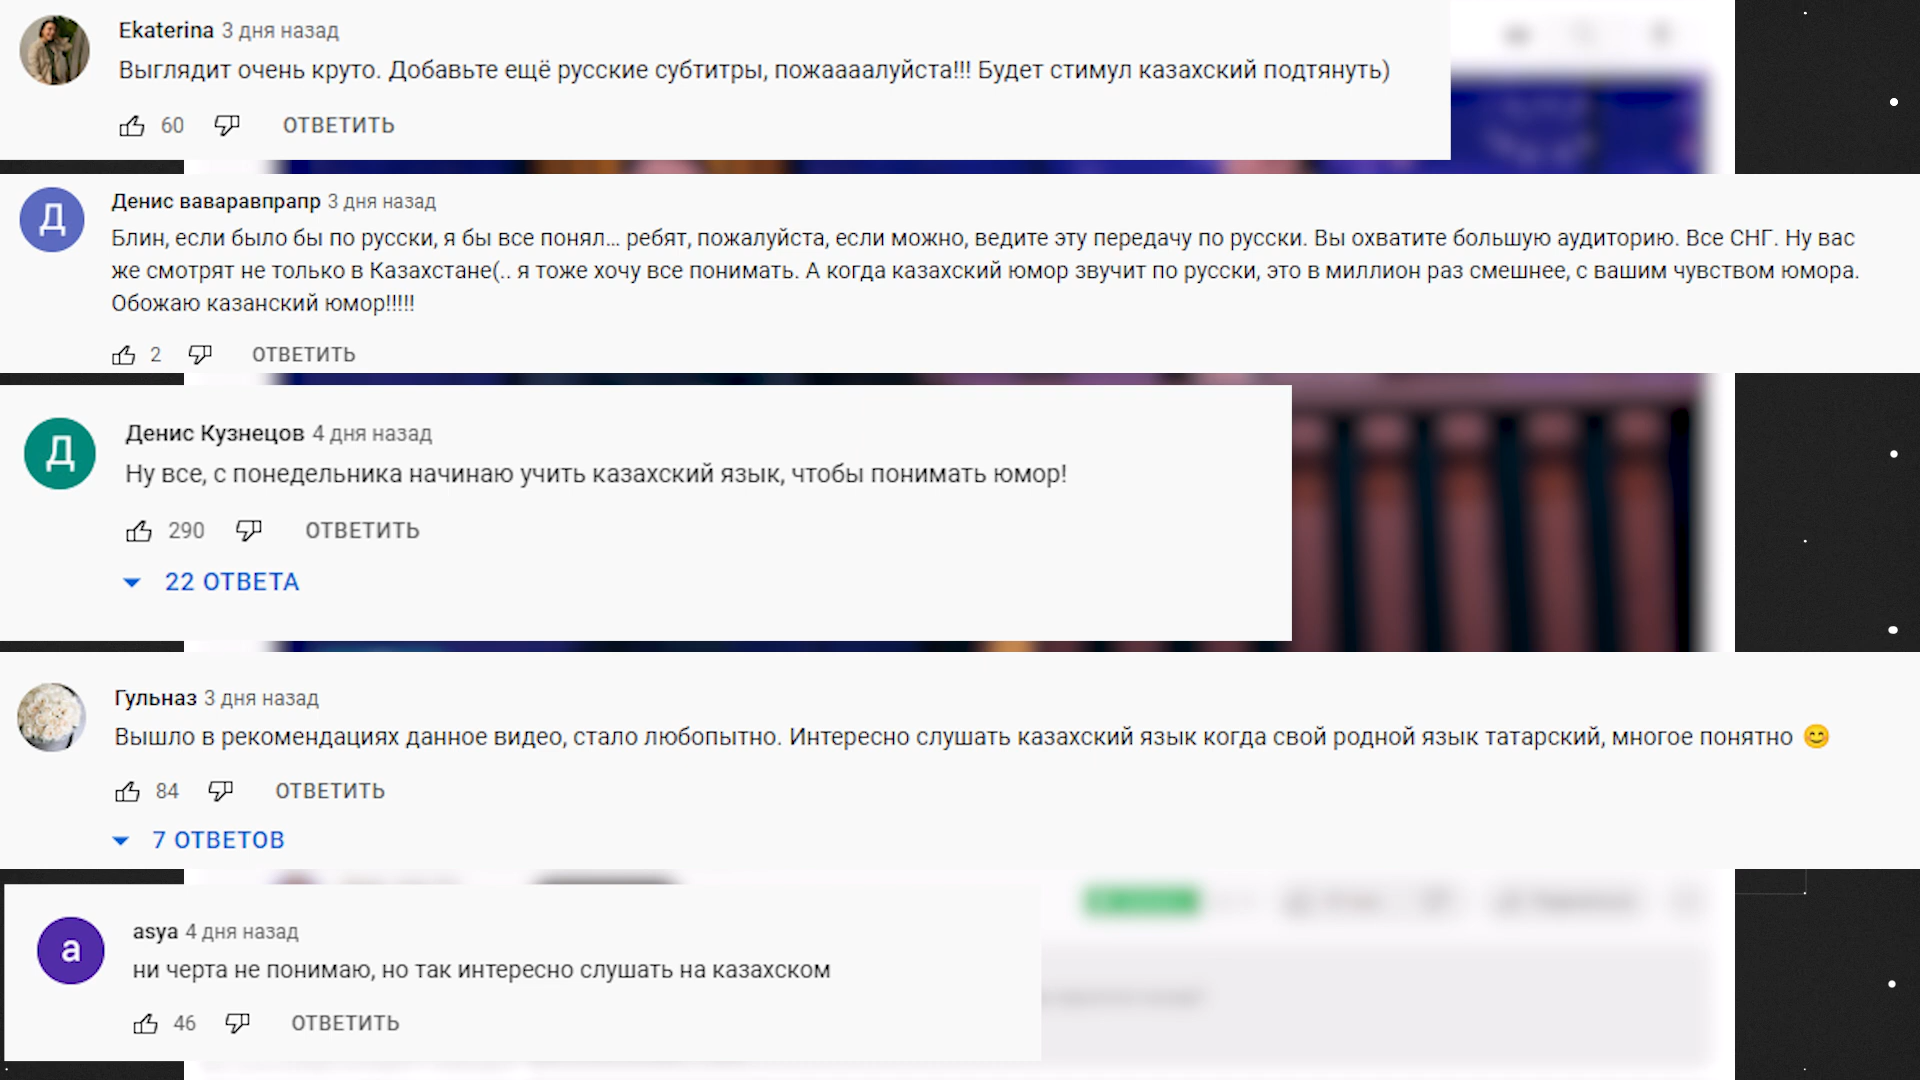 Ekaterina 3 дня назад
Выглядит очень круто. Добавьте ещё русские субтитры, пожаааалуйста!!! Будет стимул казахский подтянуть)
60 ОТВЕТИТЬ
Д
Денис ваваравпрапр 3 дня назад
Блин, если было бы по русски, я бы все понял... ребят, пожалуйста, если можно, ведите эту передачу по русски. Вы охватите большую аудиторию. Все СНГ. Ну вас
же смотрят не только в Казахстане(.. я тоже хочу все понимать. А когда казахский юмор звучит по русски, это в миллион раз смешнее, с вашим чувством юмора.
Обожаю казанский юмор!!!!!
2 ОТВЕТИТЬ
Д
Денис Кузнецов 4 дня назад
Ну все, с понедельника начинаю учить казахский язык, чтобы понимать юмор!
290 ОТВЕТИТЬ
22 ОТВЕТА
Гульназ 3 дня назад
Вышло в рекомендациях данное видео, стало любопытно. Интересно слушать казахский язык когда свой родной язык татарский, многое понятно 😊
84 ОТВЕТИТЬ
7 ОТВЕТОВ
a
asya 4 дня назад
ни черта не понимаю, но так интересно слушать на казахском
46 ОТВЕТИТЬ